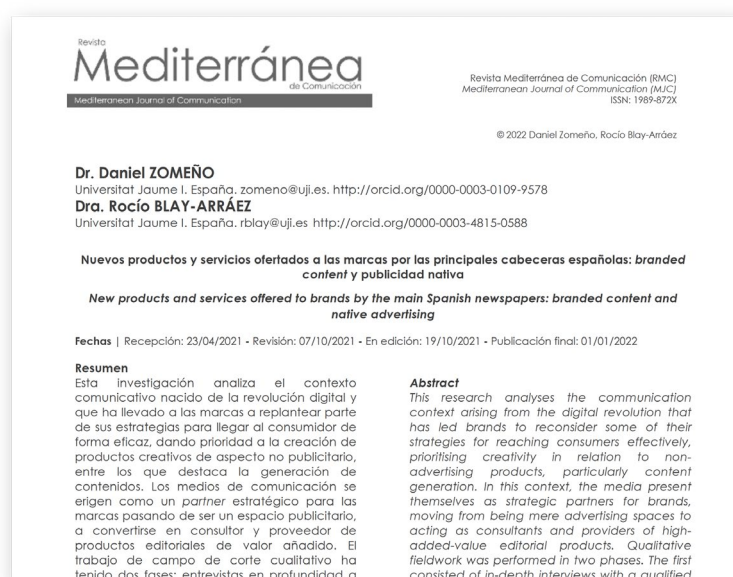 Revista
Mediterránea
de Comunicación
Mediterranean Journal of Communication
Revista Mediterránea de Comunicación (RMC)
Mediterranean Journal of Communication (MJC)
ISSN: 1989-872X
© 2022 Daniel Zomeño, Rocío Blay-Arráez
Dr. Daniel ZOMEÑO
Universitat Jaume I. España. zomeno@uji.es. http://orcid.org/0000-0003-0109-9578
Dra. Rocío BLAY-ARRÁEZ
Universitat Jaume I. España. rblay@uji.es http://orcid.org/0000-0003-4815-0588
Nuevos productos y servicios ofertados a las marcas por las principales cabeceras españolas: branded
content y publicidad nativa
New products and services offered to brands by the main Spanish newspapers: branded content and
native advertising
Fechas | Recepción: 23/04/2021 - Revisión: 07/10/2021 - En edición: 19/10/2021 - Publicación final: 01/01/2022
Resumen
Esta investigación analiza el contexto
comunicativo nacido de la revolución digital y
que ha llevado a las marcas a replantear parte
de sus estrategias para llegar al consumidor de
forma eficaz, dando prioridad a la creación de
productos creativos de aspecto no publicitario,
entre los que destaca la generación de
contenidos. Los medios de comunicación se
erigen como un partner estratégico para las
marcas pasando de ser un espacio publicitario,
a convertirse en consultor y proveedor de
productos editoriales de valor añadido. El
trabajo de campo de corte cualitativo ha
tenido dos fases: entrevistas en profundidad a
Abstract
This research analyses the communication
context arising from the digital revolution that
has led brands to reconsider some of their
strategies for reaching consumers effectively,
prioritising creativity in relation to non-
advertising products, particularly content
generation. In this context, the media present
themselves as strategic partners for brands,
moving from being mere advertising spaces to
acting as consultants and providers of high-
added-value editorial products. Qualitative
fieldwork was performed in two phases. The first
consisted of in-depth interviews with a qualified